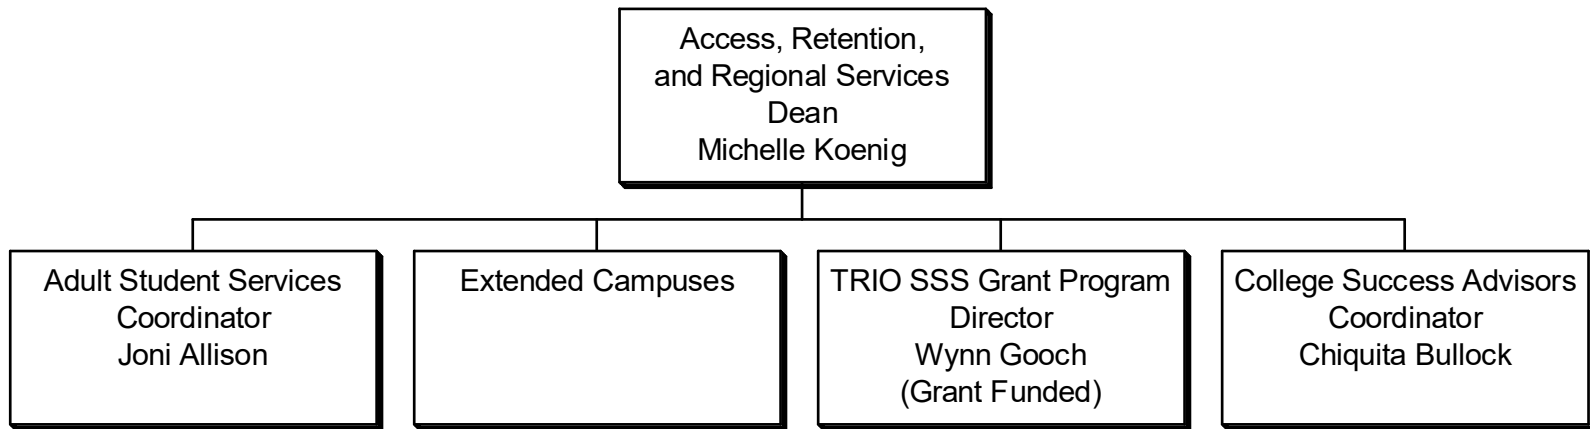 Access, Retention,
and Regional Services
Dean
Michelle Koenig
Adult Student Services
Coordinator
Joni Allison
Extended Campuses
TRIO SSS Grant Program
Director
Wynn Gooch
(Grant Funded)
College Success Advisors
Coordinator
Chiquita Bullock